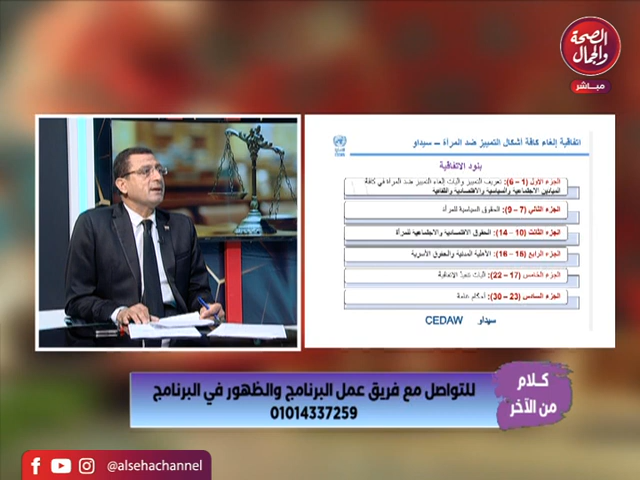 الصحة
والجمال
مباشر
اتفاقية إلغاء كافة أشكال التمييز ضد المرأة – سيداو
بنود الاتفاقية
الجزء الأول (1 – 6): تعريف التمييز وآليات إلغاء التمييز ضد المرأة في كافة
الميادين الاجتماعية والسياسية والاقتصادية والثقافية
الجزء الثاني (7 – 9): الحقوق السياسية للمرأة
الجزء الثالث (10 – 14): الحقوق الاقتصادية والاجتماعية للمرأة
الجزء الرابع (15 – 16): الأهلية المدنية والحقوق الأسرية
الجزء الخامس (17 – 22): آليات تنفيذ الاتفاقية
الجزء السادس (23 – 30): أحكام عامة
سيداو CEDAW
كلام
من الآخر
للتواصل مع فريق عمل البرنامج والظهور في البرنامج
01014337259
@alsehachannel